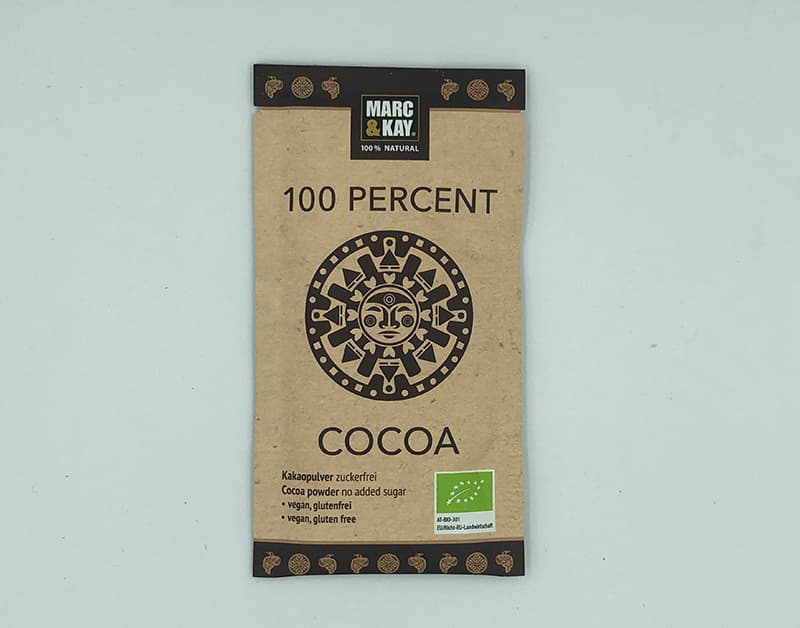 MARC
& KAY®
100% NATURAL
100 PERCENT
COCOA
Kakaopulver zuckerfrei
Cocoa powder no added sugar
• vegan, glutenfrei
• vegan, gluten free
AT-BIO-301
EU/Nicht-EU-Landwirtschaft